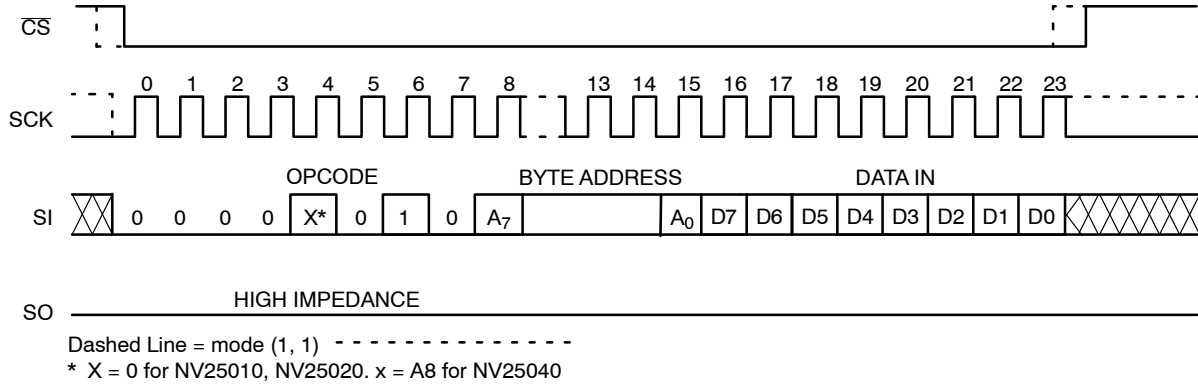 CS
0 1 2 3 4 5 6 7 8 13 14 15 16 17 18 19 20 21 22 23
SCK
OPCODE BYTE ADDRESS DATA IN
SI 0 0 0 0 X* 0 1 0 A7 A0 D7 D6 D5 D4 D3 D2 D1 D0
HIGH IMPEDANCE
SO
Dashed Line = mode (1, 1)
* X = 0 for NV25010, NV25020. x = A8 for NV25040